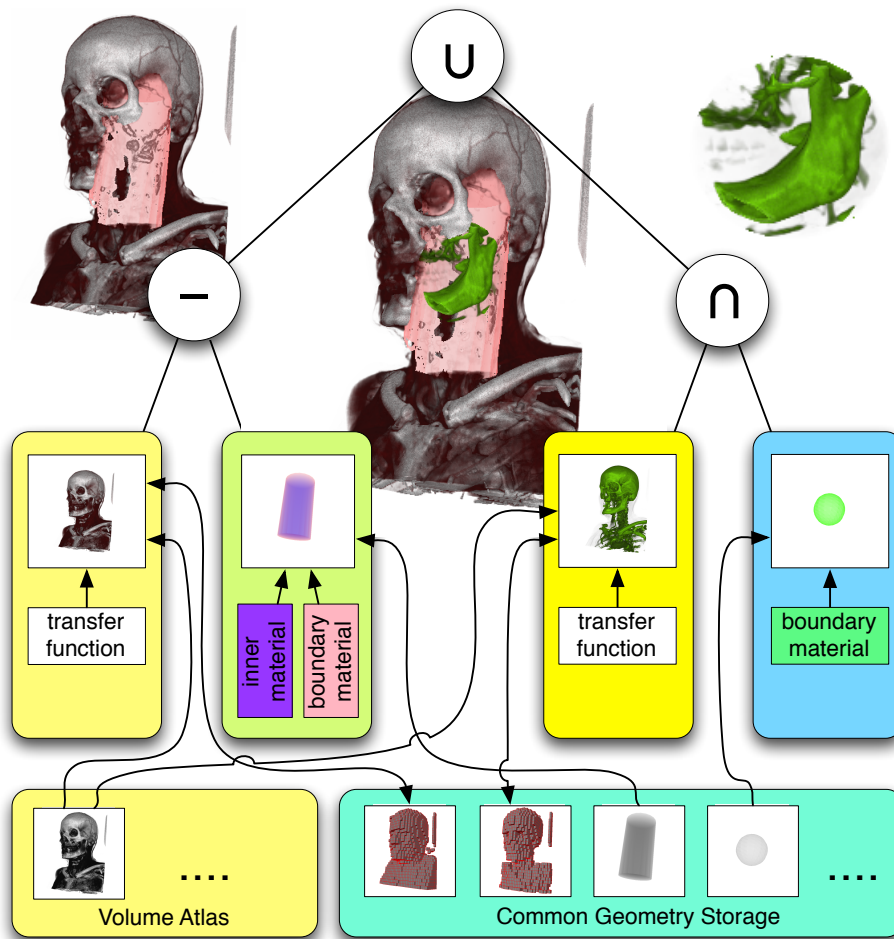 ∪
−
∩
transfer
function
inner
material
boundary
material
transfer
function
boundary
material
....
....
Volume Atlas
Common Geometry Storage